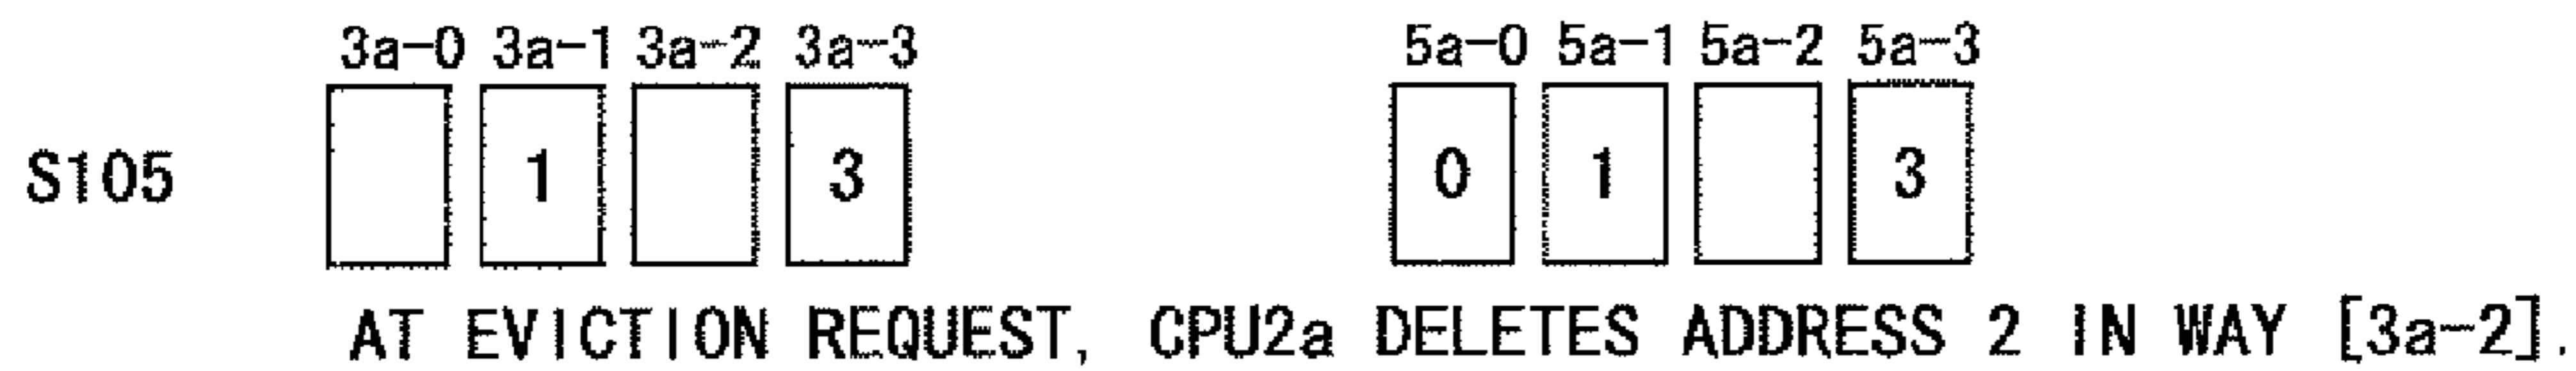 3a-0 3a-1 3a-2 3a-3 5a-0 5a-1 5a-2 5a-3
S105 1 3 0 1 3
AT EVICTION REQUEST, CPU2a DELETES ADDRESS 2 IN WAY [3a-2].